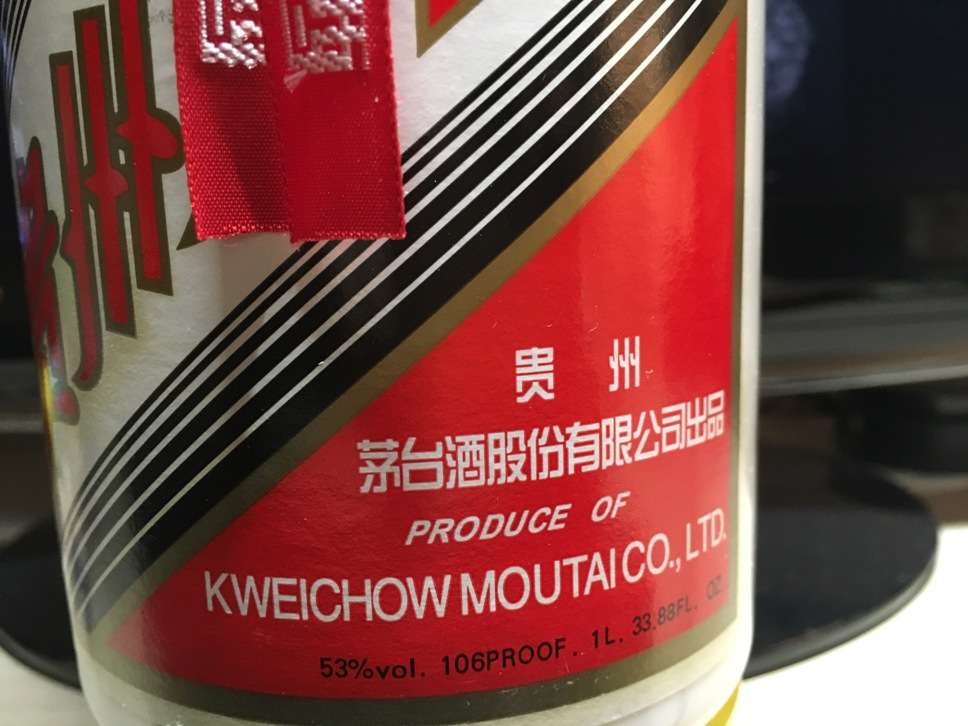 贵州
茅台酒股份有限公司出品
PRODUCE OF
KWEICHOW MOUTAI CO., LTD.
53%vol. 106PROOF. 1L. 33.88FL. OZ